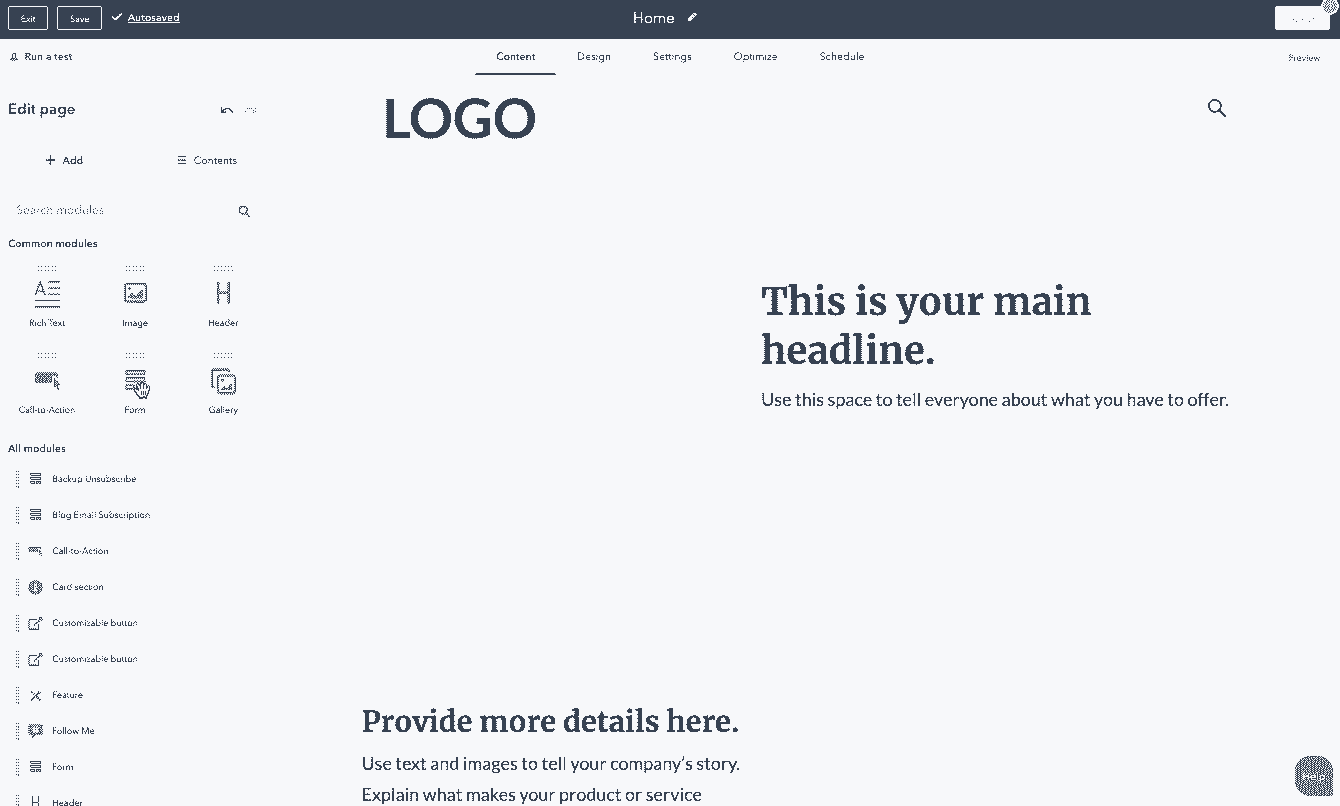 Exit
Save
Autosaved
Home
Run a test
Content
Design
Settings
Optimize
Schedule
Preview
Edit page
Add
Contents
Search modules
Common modules
Rich Text
Image
Header
Call-to-Action
Form
Gallery
All modules
Backup Unsubscribe
Blog Email Subscription
Call-to-Action
Card section
Customizable button
Customizable button
Feature
Follow Me
Form
Header
LOGO
This is your main
headline.
Use this space to tell everyone about what you have to offer.
Provide more details here.
Use text and images to tell your company's story.
Explain what makes your product or service
Help